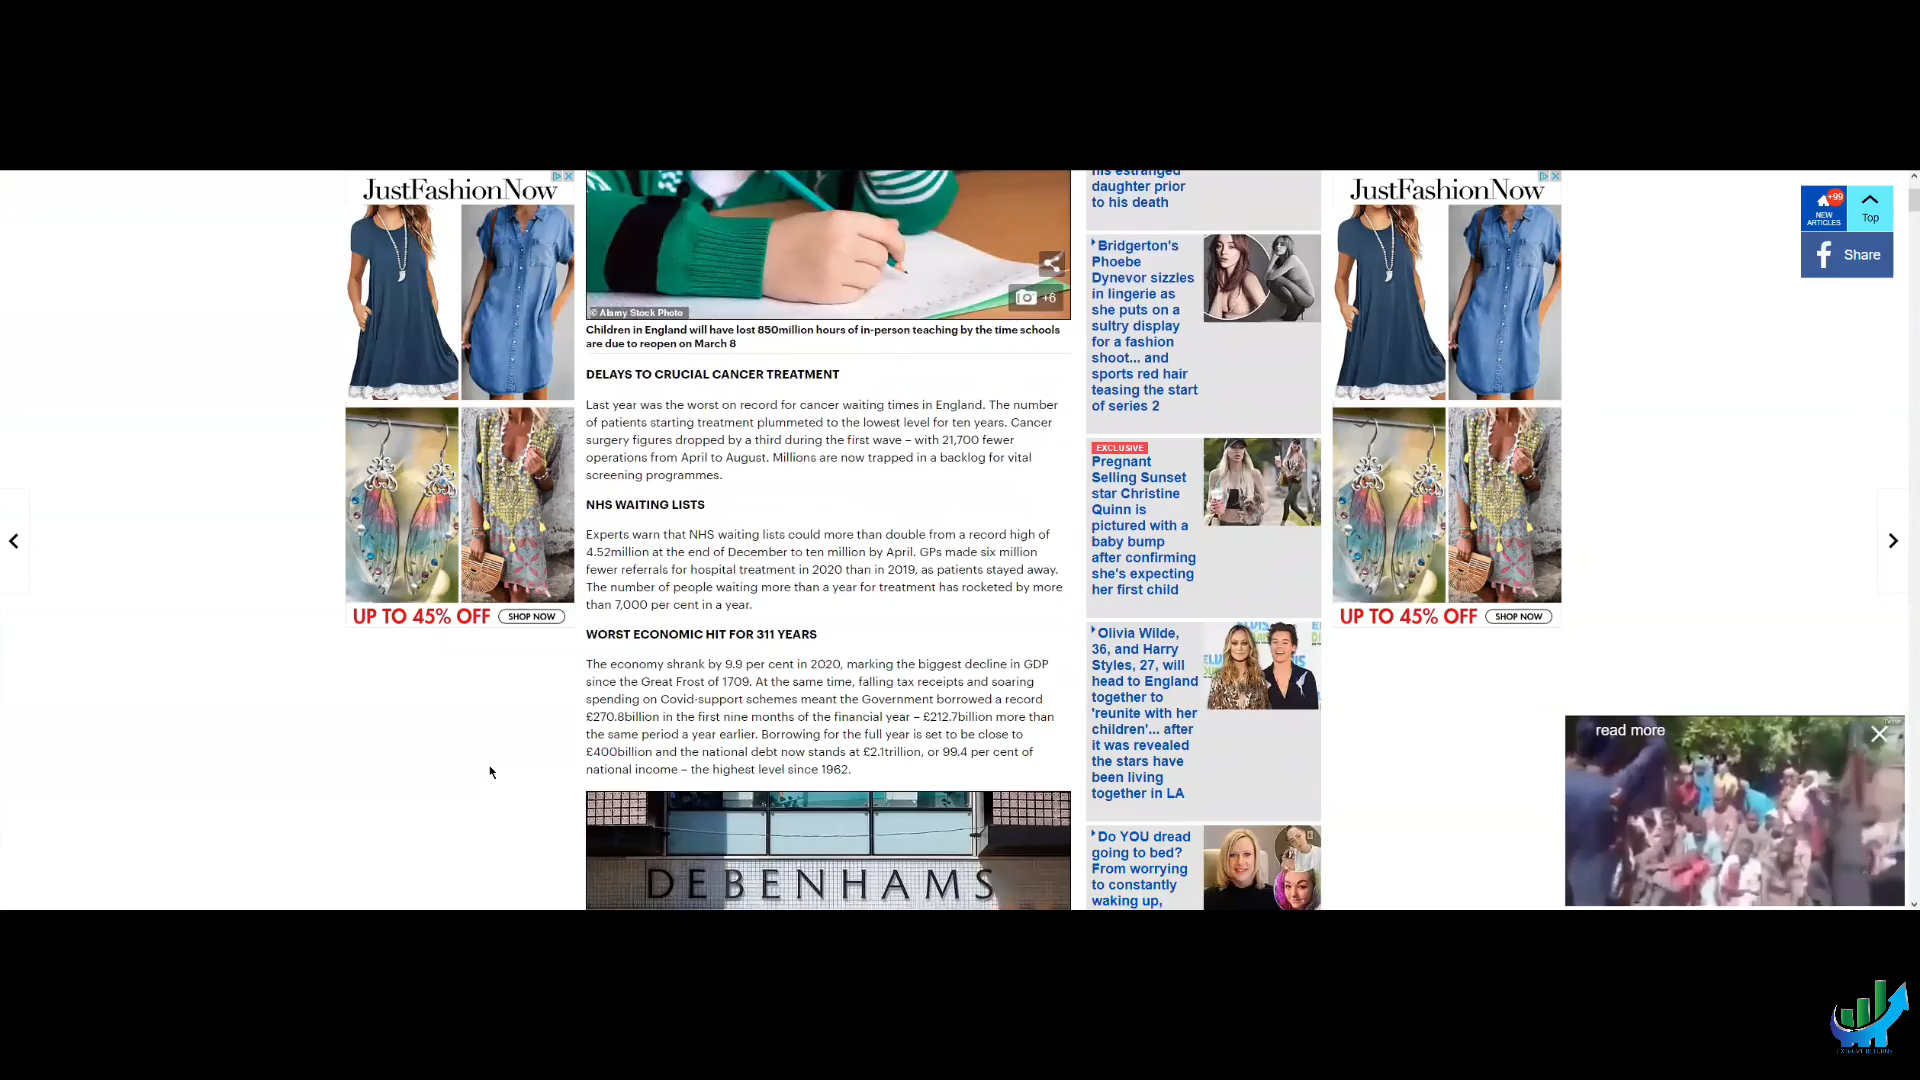 JustFashionNow
UP TO 45% OFF
SHOP NOW
© Alamy Stock Photo
+6
Children in England will have lost 850million hours of in-person teaching by the time schools
are due to reopen on March 8
DELAYS TO CRUCIAL CANCER TREATMENT
Last year was the worst on record for cancer waiting times in England. The number
of patients starting treatment plummeted to the lowest level for ten years. Cancer
surgery figures dropped by a third during the first wave – with 21,700 fewer
operations from April to August. Millions are now trapped in a backlog for vital
screening programmes.
NHS WAITING LISTS
Experts warn that NHS waiting lists could more than double from a record high of
4.52million at the end of December to ten million by April. GPs made six million
fewer referrals for hospital treatment in 2020 than in 2019, as patients stayed away.
The number of people waiting more than a year for treatment has rocketed by more
than 7,000 per cent in a year.
WORST ECONOMIC HIT FOR 311 YEARS
The economy shrank by 9.9 per cent in 2020, marking the biggest decline in GDP
since the Great Frost of 1709. At the same time, falling tax receipts and soaring
spending on Covid-support schemes meant the Government borrowed a record
£270.8billion in the first nine months of the financial year – £212.7billion more than
the same period a year earlier. Borrowing for the full year is set to be close to
£400billion and the national debt now stands at £2.1trillion, or 99.4 per cent of
national income – the highest level since 1962.
DEBENHAMS
his estranged
daughter prior
to his death
Bridgerton's
Phoebe
Dynevor sizzles
in lingerie as
she puts on a
sultry display
for a fashion
shoot... and
sports red hair
teasing the start
of series 2
EXCLUSIVE
Pregnant
Selling Sunset
star Christine
Quinn is
pictured with a
baby bump
after confirming
she's expecting
her first child
Olivia Wilde,
36, and Harry
Styles, 27, will
head to England
together to
'reunite with her
children'... after
it was revealed
the stars have
been living
together in LA
Do YOU dread
going to bed?
From worrying
to constantly
waking up,
JustFashionNow
UP TO 45% OFF
SHOP NOW
+99
NEW
ARTICLES
Top
Share
read more